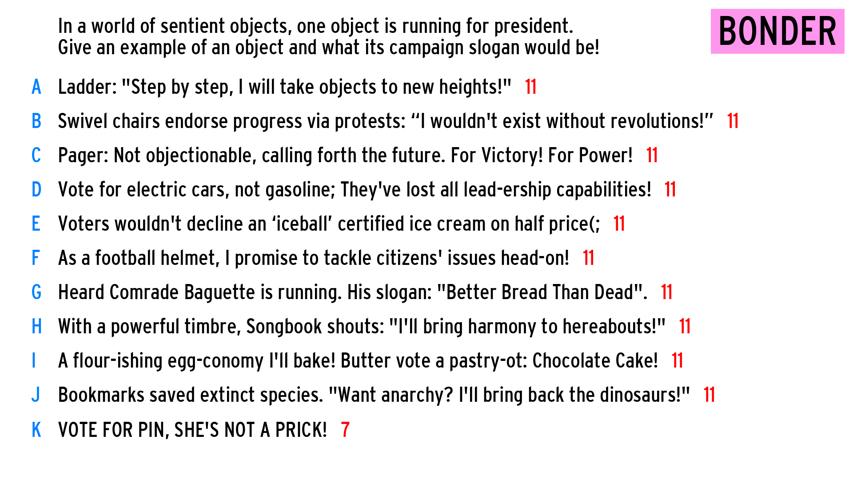 In a world of sentient objects, one object is running for president.
Give an example of an object and what its campaign slogan would be!
BONDER
A Ladder: "Step by step, I will take objects to new heights!" 11
B Swivel chairs endorse progress via protests: “I wouldn't exist without revolutions!” 11
C Pager: Not objectionable, calling forth the future. For Victory! For Power! 11
D Vote for electric cars, not gasoline; They've lost all lead-ership capabilities! 11
E Voters wouldn't decline an ‘iceball’ certified ice cream on half price(; 11
F As a football helmet, I promise to tackle citizens' issues head-on! 11
G Heard Comrade Baguette is running. His slogan: "Better Bread Than Dead". 11
H With a powerful timbre, Songbook shouts: "I'll bring harmony to hereabouts!" 11
I A flour-ishing egg-conomy I'll bake! Butter vote a pastry-ot: Chocolate Cake! 11
J Bookmarks saved extinct species. "Want anarchy? I'll bring back the dinosaurs!" 11
K VOTE FOR PIN, SHE'S NOT A PRICK! 7